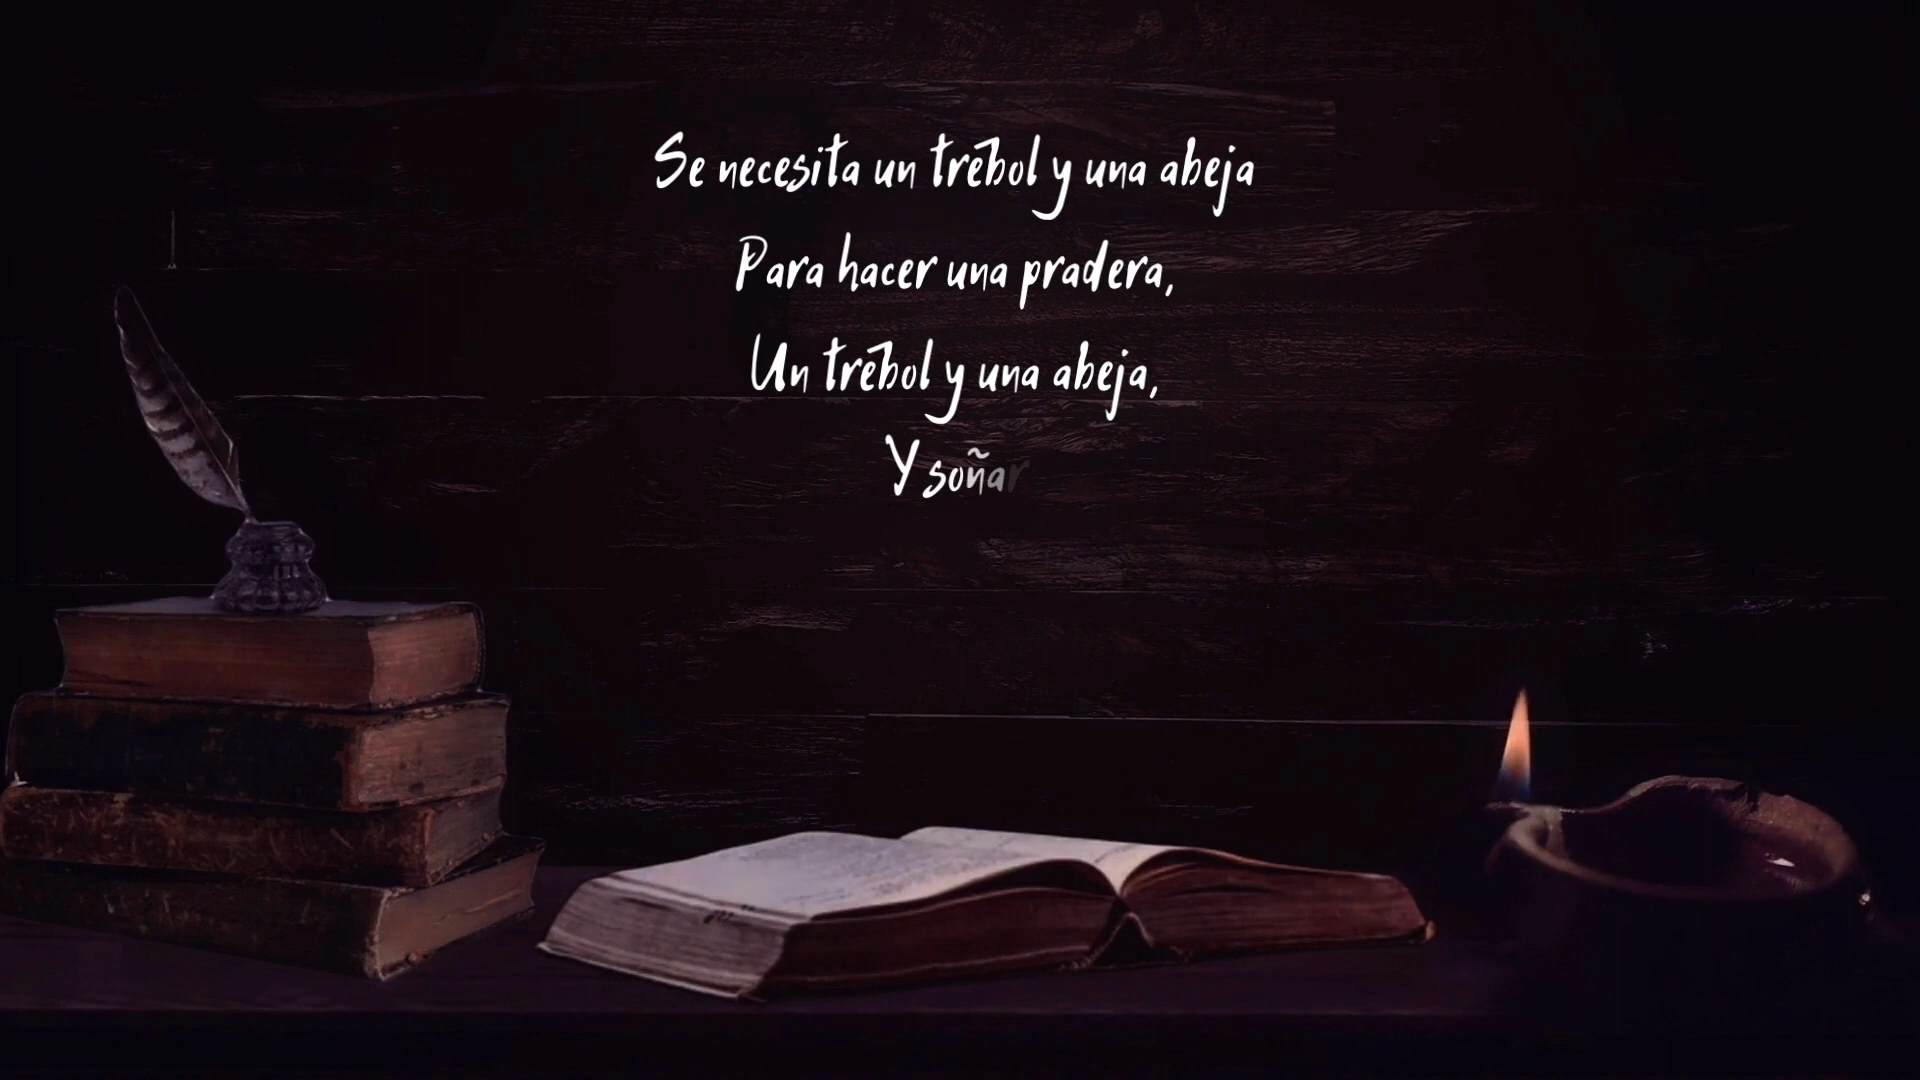 Se necesita un trébol y una abeja
Para hacer una pradera,
Un trébol y una abeja,
Y soñar